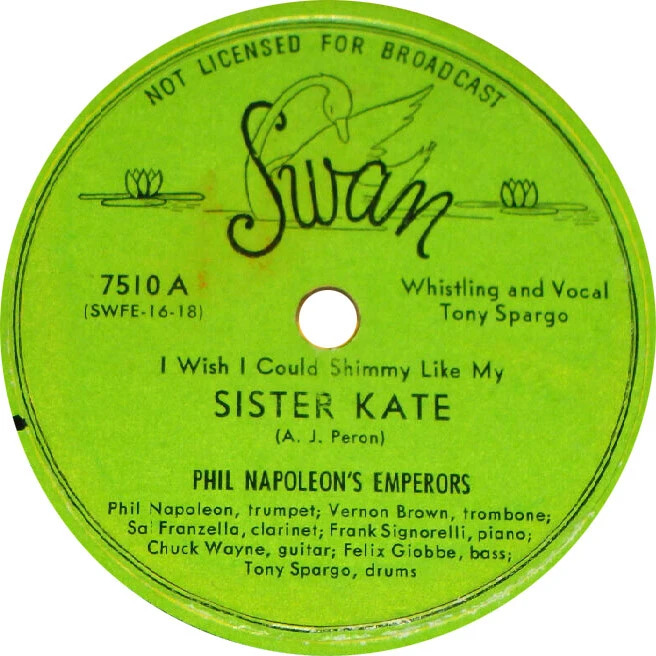 NOT LICENSED FOR BROADCAST
Swan
7510 A
(SWFE-16-18)
Whistling and Vocal
Tony Spargo
I Wish I Could Shimmy Like My
SISTER KATE
(A. J. Peron)
PHIL NAPOLEON'S EMPERORS
Phil Napoleon, trumpet; Vernon Brown, trombone;
Sal Franzella, clarinet; Frank Signorelli, piano;
Chuck Wayne, guitar; Felix Giobbe, bass;
Tony Spargo, drums